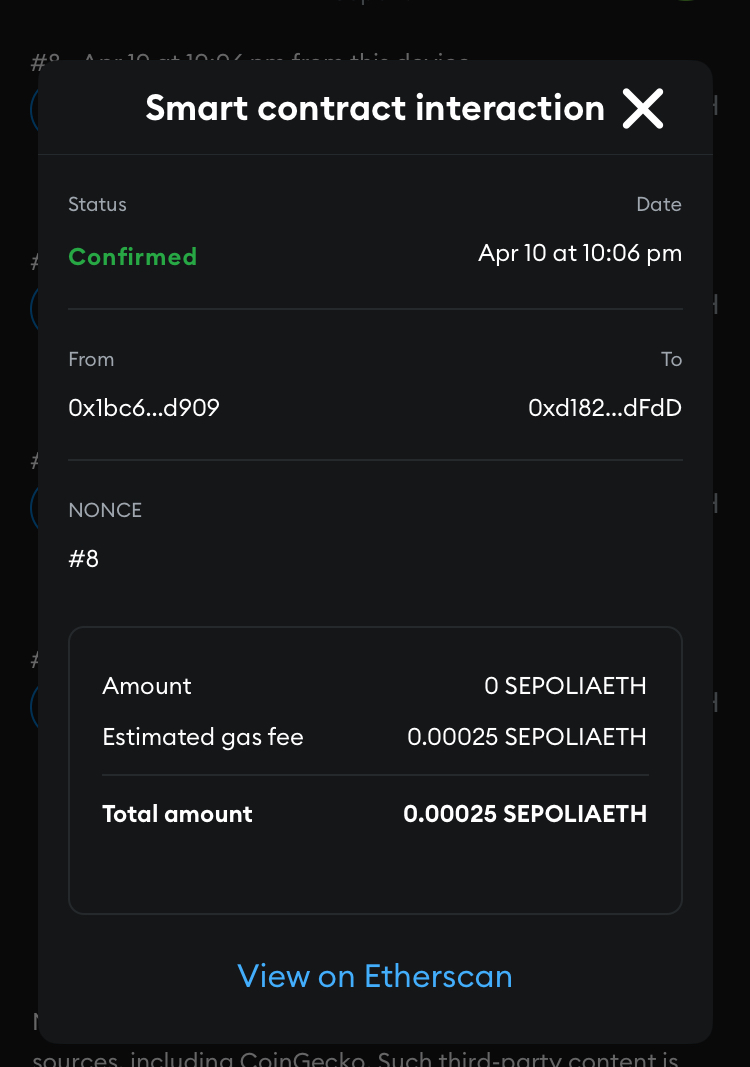 #8 - Apr 10 at 10:06 pm from this device
Smart contract interaction
Status Date
Confirmed Apr 10 at 10:06 pm
From To
0x1bc6...d909 0xd182...dFdD
NONCE
#8
Amount 0 SEPOLIAETH
Estimated gas fee 0.00025 SEPOLIAETH
Total amount 0.00025 SEPOLIAETH
View on Etherscan
sources, including CoinGecko. Such third-party content is